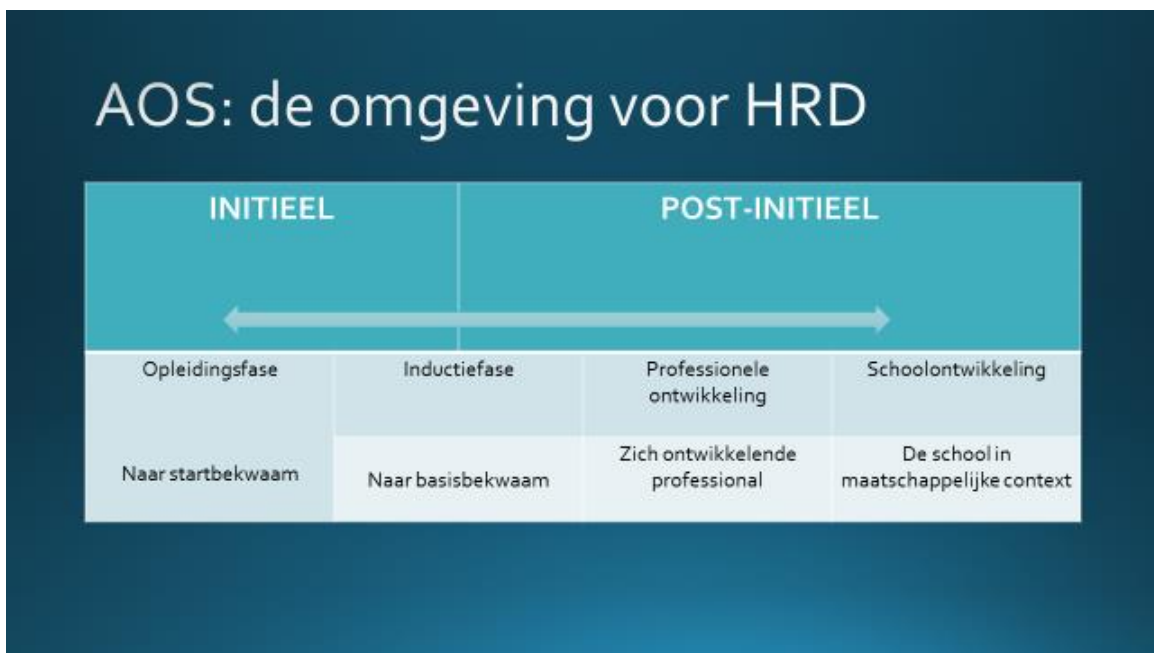 AOS: de omgeving voor HRD
INITIEEL
POST-INITIEEL
Opleidingsfase
Inductiefase
Professionele
ontwikkeling
Schoolontwikkeling
Naar startbekwaam
Naar basisbekwaam
Zich ontwikkelende
professional
De school in
maatschappelijke context